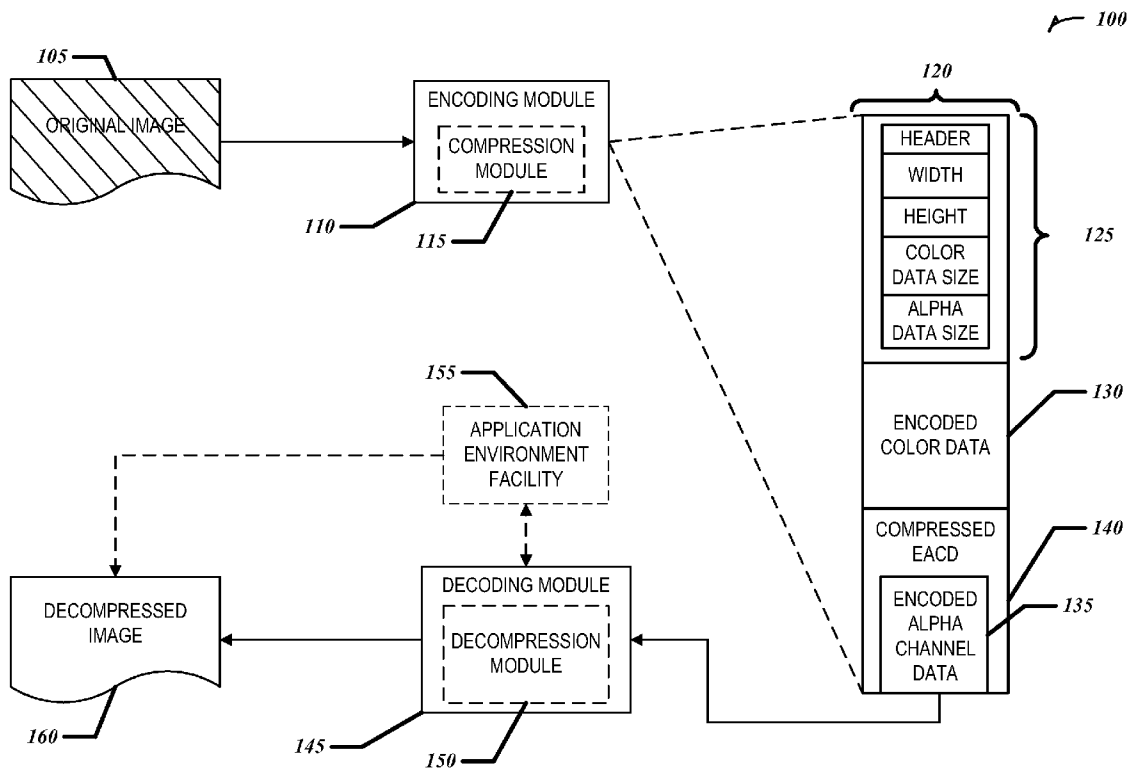 100
105
120
ORIGINAL IMAGE
ENCODING MODULE
COMPRESSION
MODULE
110
115
HEADER
WIDTH
HEIGHT
COLOR
DATA SIZE
ALPHA
DATA SIZE
125
155
APPLICATION
ENVIRONMENT
FACILITY
130
ENCODED
COLOR DATA
COMPRESSED
EACD
140
ENCODED
ALPHA
CHANNEL
DATA
135
DECODING MODULE
DECOMPRESSION
MODULE
DECOMPRESSED
IMAGE
160
145
150